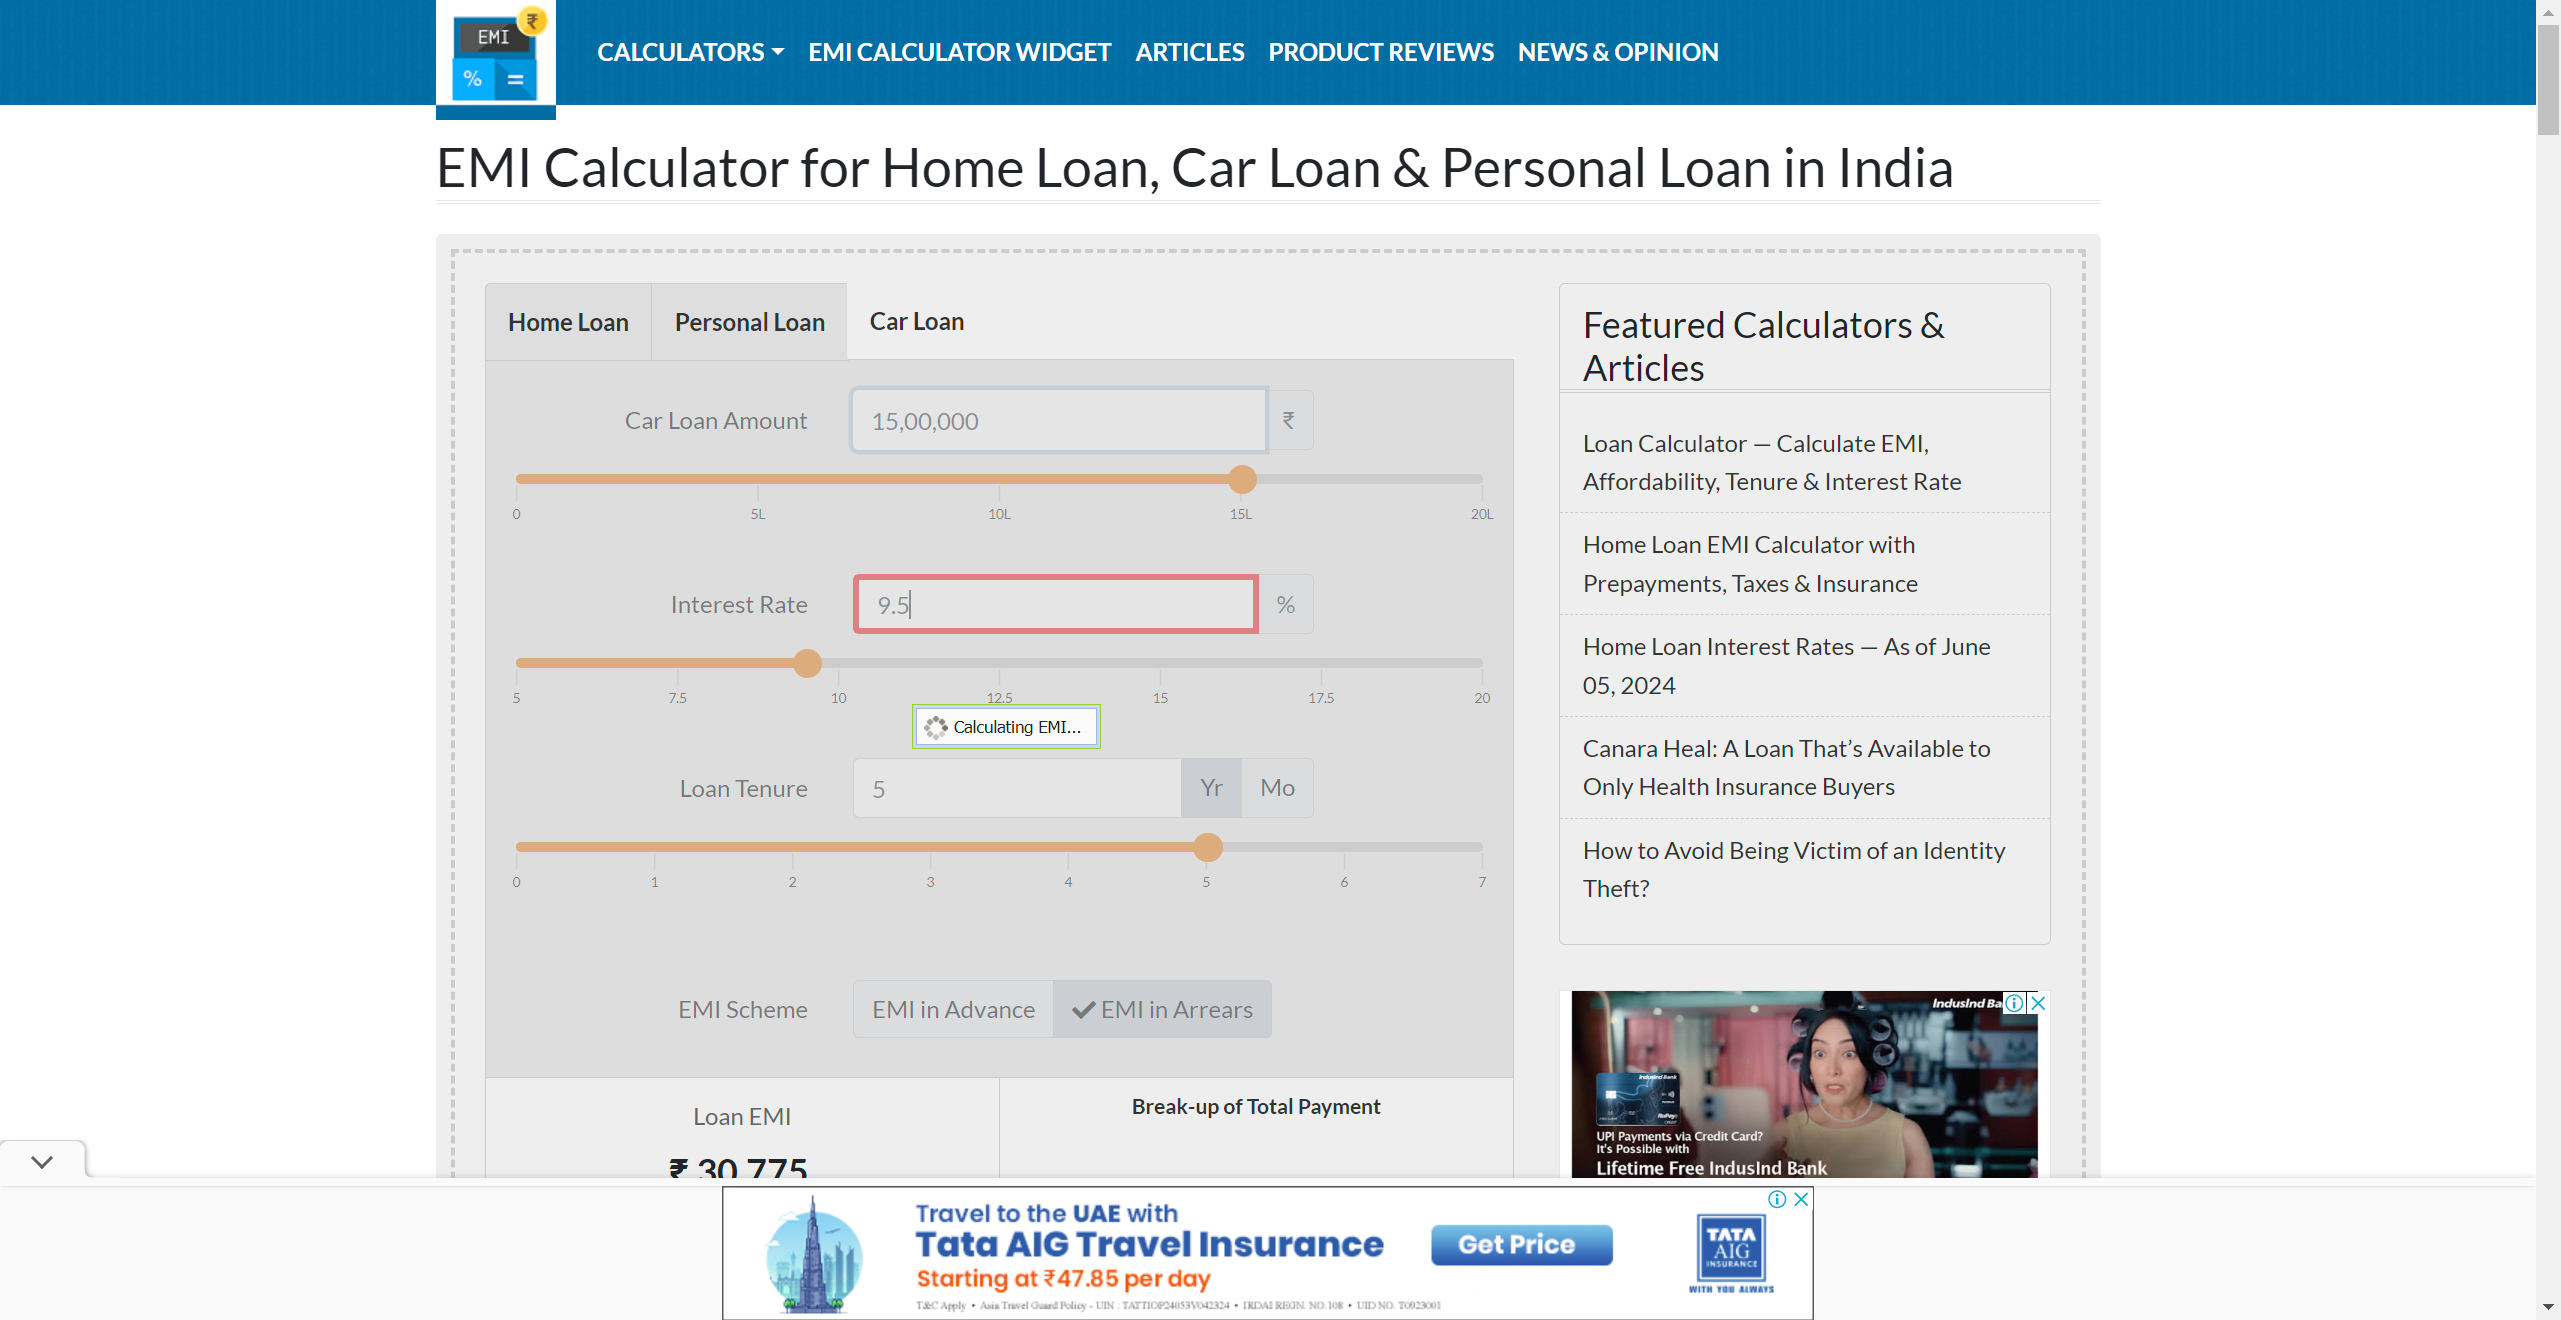 EMI
₹
%
=
CALCULATORS
EMI CALCULATOR WIDGET
ARTICLES
PRODUCT REVIEWS
NEWS & OPINION
EMI Calculator for Home Loan, Car Loan & Personal Loan in India
Home Loan
Personal Loan
Car Loan
Car Loan Amount
15,00,000
₹
0
5L
10L
15L
20L
Interest Rate
9.5
%
5
7.5
10
12.5
15
17.5
20
Calculating EMI...
Loan Tenure
5
Yr
Mo
0
1
2
3
4
5
6
7
EMI Scheme
EMI in Advance
EMI in Arrears
Loan EMI
₹ 30,775
Break-up of Total Payment
Featured Calculators &
Articles
Loan Calculator — Calculate EMI,
Affordability, Tenure & Interest Rate
Home Loan EMI Calculator with
Prepayments, Taxes & Insurance
Home Loan Interest Rates — As of June
05, 2024
Canara Heal: A Loan That’s Available to
Only Health Insurance Buyers
How to Avoid Being Victim of an Identity
Theft?
IndusInd Ba
IndusInd Bank
RuPay
UPI Payments via Credit Card?
It's Possible with
Lifetime Free IndusInd Bank
Travel to the UAE with
Tata AIG Travel Insurance
Starting at ₹47.85 per day
T&C Apply • Asia Travel Guard Policy - UIN : TATTIOP24053V042324 • IRDAI REGN. NO.108 • UID NO. T0923001
Get Price
TATA
AIG
INSURANCE
WITH YOU ALWAYS